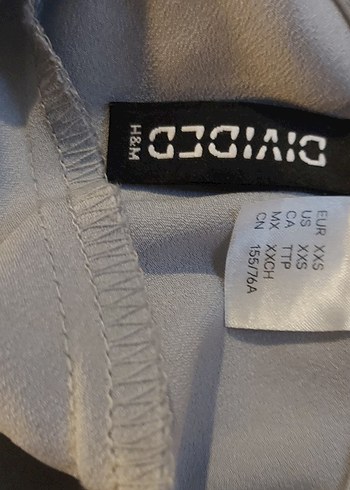 DIVIDED
H&M
EUR XXS
US XXS
CA TTP
MX XXCH
CN 155/76A